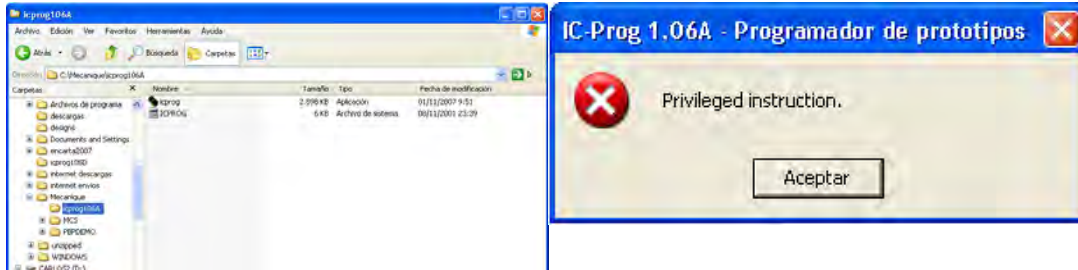 Icprog106A
Archivo Edición Ver Favoritos Herramientas Ayuda
Atrás Búsqueda Carpetas
Dirección C:\Mecanique\icprog106A
Carpetas
Archivos de programa
descargas
designs
Documents and Settings
encarta2007
icprog106D
internet descargas
internet envios
Mecanique
icprog106A
MCS
PBPDEMO
unzipped
WINDOWS
Nombre Tamaño Tipo Fecha de modificación
icprog 2.898 KB Aplicación 01/11/2007 9:51
ICPROG 6 KB Archivo de sistema
IC-Prog 1.06A - Programador de prototipos
Privileged instruction.
Aceptar